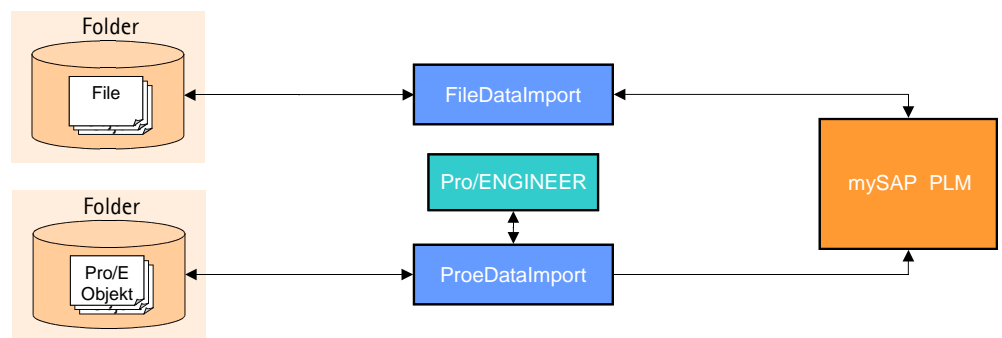 Folder
File
FileDataImport
Pro/ENGINEER
mySAP PLM
Folder
Pro/E
Objekt
ProeDataImport